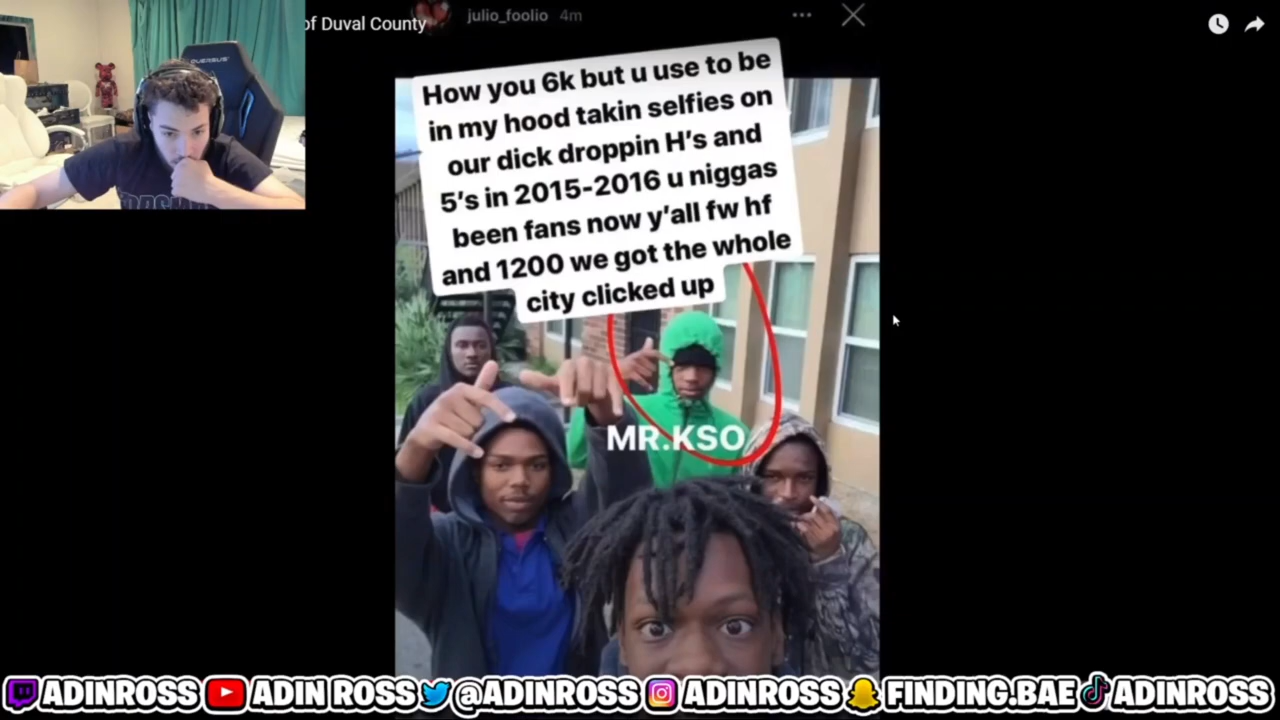 of Duval County
julio_foolio 4m
How you 6k but u use to be
in my hood takin selfies on
our dick droppin H's and
5's in 2015-2016 u niggas
been fans now y'all fw hf
and 1200 we got the whole
city clicked up
MR.KSO
ADINROSS ADIN ROSS @ADINROSS ADINROSS FINDING.BAE ADINROSS